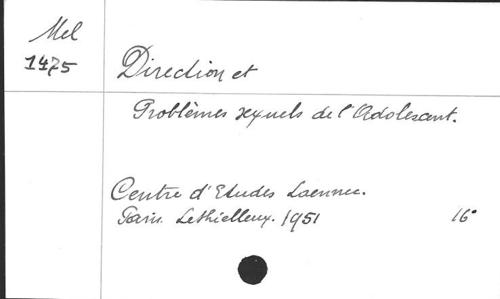 Mel
1475
Direction et
Problèmes sexuels de l'Adolescent.
Centre d'Etudes Laennec.
Paris. Lethielleux. 1951 16°